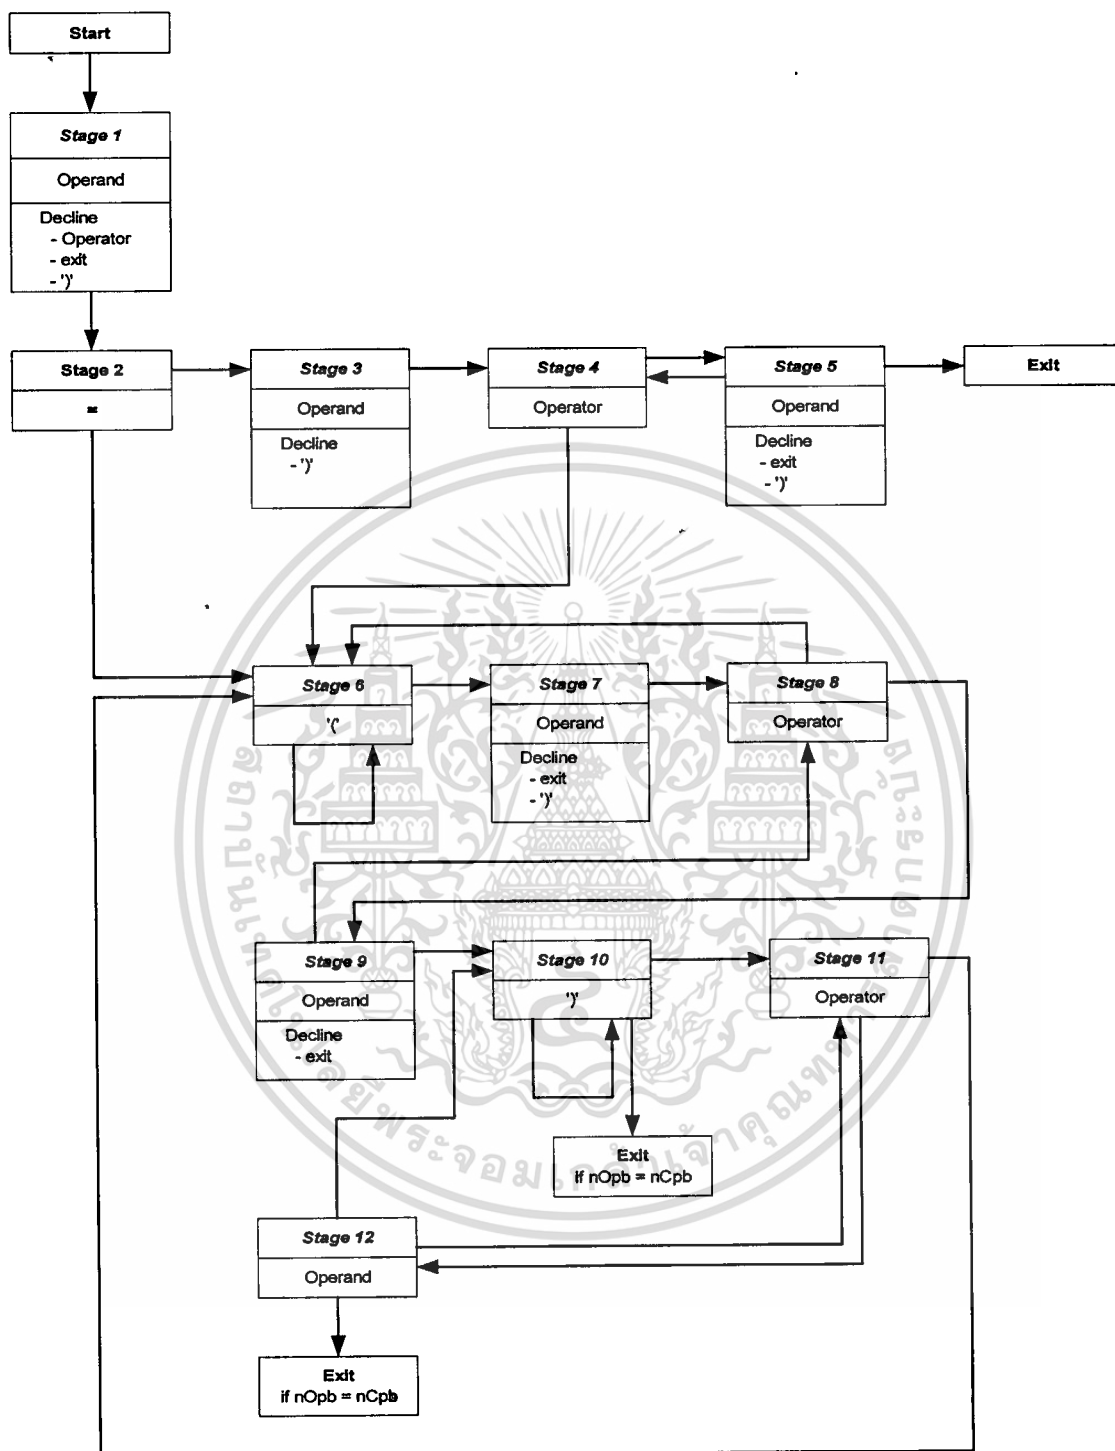 Start
Stage 1
Operand
Decline
- Operator
- exit
- ')'
Stage 2
=
Stage 3
Operand
Decline
- ')'
Stage 4
Operator
Stage 5
Operand
Decline
- exit
- ')'
Exit
Stage 6
'('
Stage 7
Operand
Decline
- exit
- ')'
Stage 8
Operator
Stage 9
Operand
Decline
- exit
Stage 10
')'
Stage 11
Operator
Exit
if nOpb = nCpb
Stage 12
Operand
Exit
if nOpb = nCpb